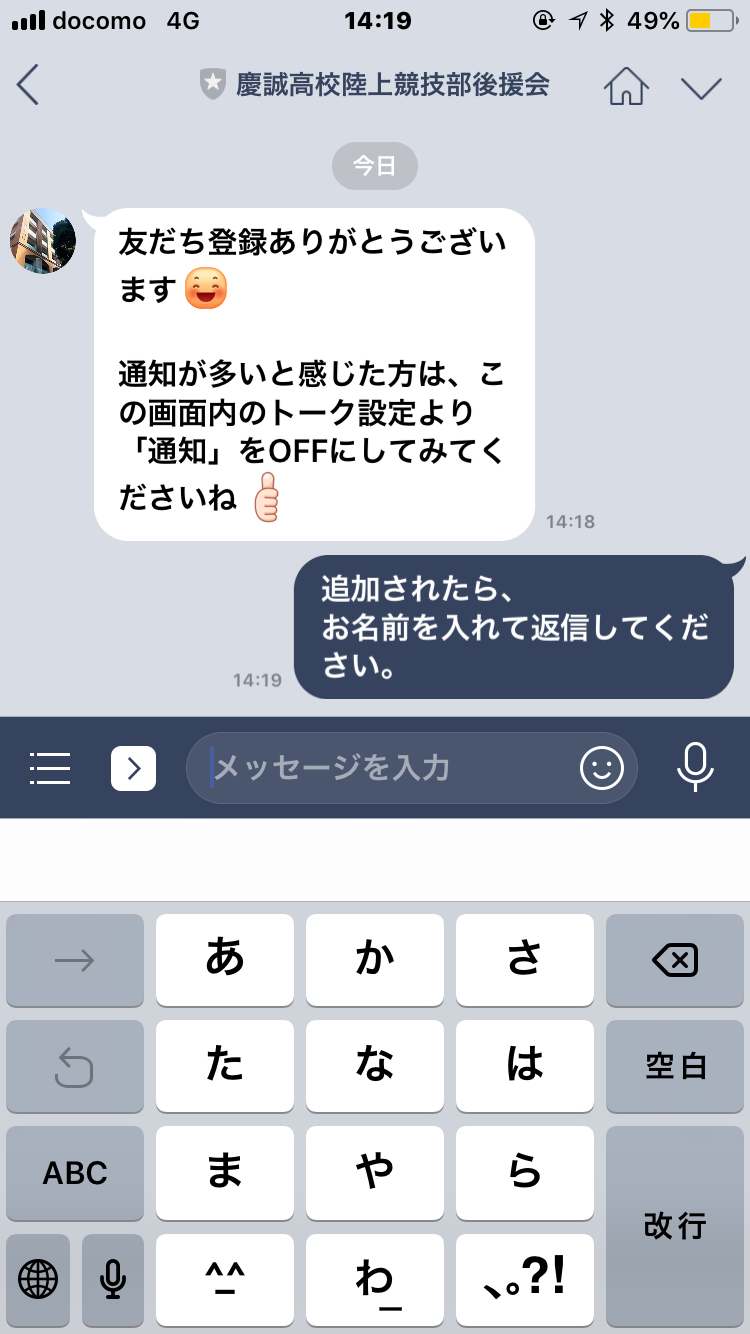 docomo 4G 14:19 49%
慶誠高校陸上競技部後援会
今日
友だち登録ありがとうござい
ます
通知が多いと感じた方は、こ
の画面内のトーク設定より
「通知」をOFFにしてみてく
ださいね
14:18
追加されたら、
お名前を入れて返信してくだ
さい。
14:19
メッセージを入力
→ あ か さ
た な は 空白
ABC ま や ら 改行
^^ わ 、。?!